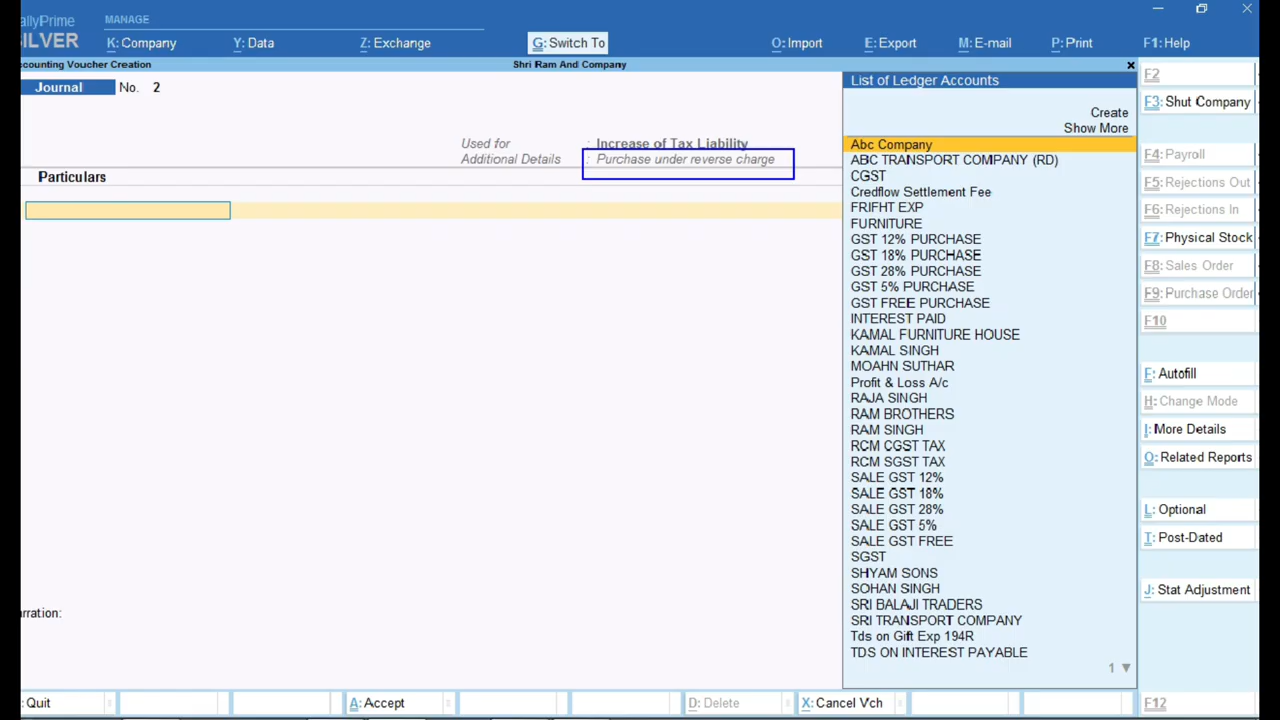 allyPrime
MANAGE
SILVER
K: Company
Y: Data
Z: Exchange
G: Switch To
O: Import
E: Export
M: E-mail
P: Print
F1: Help
ccounting Voucher Creation
Shri Ram And Company
Journal No. 2
Used for : Increase of Tax Liability
Additional Details : Purchase under reverse charge
Particulars
List of Ledger Accounts
Create
Show More
Abc Company
ABC TRANSPORT COMPANY (RD)
CGST
Credflow Settlement Fee
FRIFHT EXP
FURNITURE
GST 12% PURCHASE
GST 18% PURCHASE
GST 28% PURCHASE
GST 5% PURCHASE
GST FREE PURCHASE
INTEREST PAID
KAMAL FURNITURE HOUSE
KAMAL SINGH
MOAHN SUTHAR
Profit & Loss A/c
RAJA SINGH
RAM BROTHERS
RAM SINGH
RCM CGST TAX
RCM SGST TAX
SALE GST 12%
SALE GST 18%
SALE GST 28%
SALE GST 5%
SALE GST FREE
SGST
SHYAM SONS
SOHAN SINGH
SRI BALAJI TRADERS
SRI TRANSPORT COMPANY
Tds on Gift Exp 194R
TDS ON INTEREST PAYABLE
1 ▼
F2
F3: Shut Company
F4: Payroll
F5: Rejections Out
F6: Rejections In
F7: Physical Stock
F8: Sales Order
F9: Purchase Order
F10
F: Autofill
H: Change Mode
I: More Details
O: Related Reports
L: Optional
T: Post-Dated
J: Stat Adjustment
arration:
: Quit
A: Accept
D: Delete
X: Cancel Vch
F12